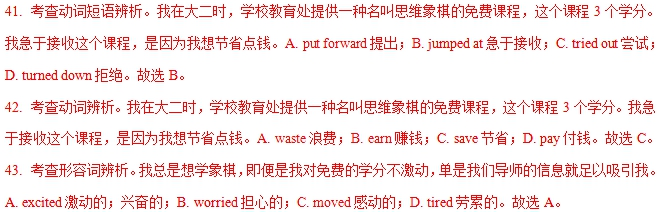 41. 考查动词短语辨析。我在大二时，学校教育处提供一种名叫思维象棋的免费课程，这个课程 3 个学分。
我急于接收这个课程，是因为我想节省点钱。A. put forward 提出；B. jumped at 急于接收；C. tried out 尝试；
D. turned down 拒绝。故选 B。
42. 考查动词辨析。我在大二时，学校教育处提供一种名叫思维象棋的免费课程，这个课程 3 个学分。我急
于接收这个课程，是因为我想节省点钱。A. waste 浪费；B. earn 赚钱；C. save 节省；D. pay 付钱。故选 C。
43. 考查形容词辨析。我总是想学象棋，即便是我对免费的学分不激动，单是我们导师的信息就足以吸引我。
A. excited 激动的；兴奋的；B. worried 担心的；C. moved 感动的；D. tired 劳累的。故选 A。